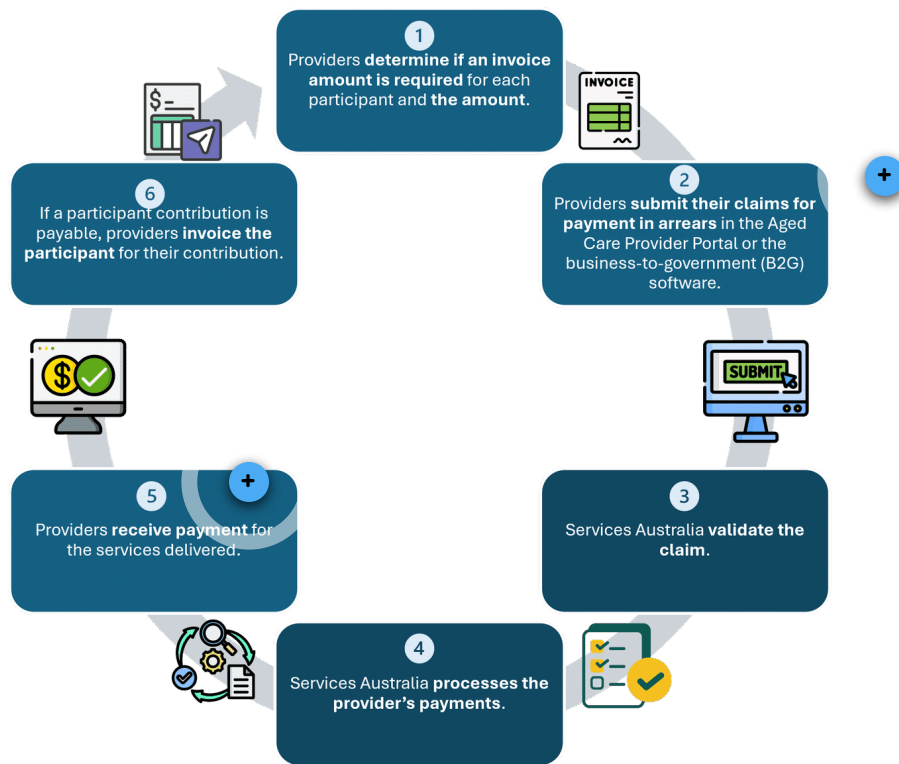 1
Providers determine if an invoice
amount is required for each
participant and the amount.
INVOICE
2
Providers submit their claims for
payment in arrears in the Aged
Care Provider Portal or the
business-to-government (B2G)
software.
SUBMIT
3
Services Australia validate the
claim.
4
Services Australia processes the
provider's payments.
5
Providers receive payment for
the services delivered.
$
6
If a participant contribution is
payable, providers invoice the
participant for their contribution.
$
+
+